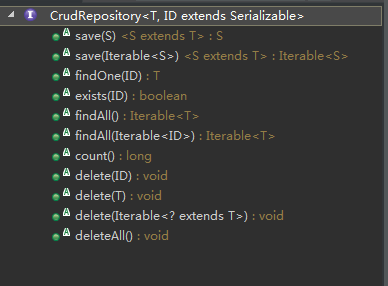 CrudRepository<T, ID extends Serializable>
save(S) <S extends T> : S
save(Iterable<S>) <S extends T> : Iterable<S>
findOne(ID) : T
exists(ID) : boolean
findAll() : Iterable<T>
findAll(Iterable<ID>) : Iterable<T>
count() : long
delete(ID) : void
delete(T) : void
delete(Iterable<? extends T>) : void
deleteAll() : void